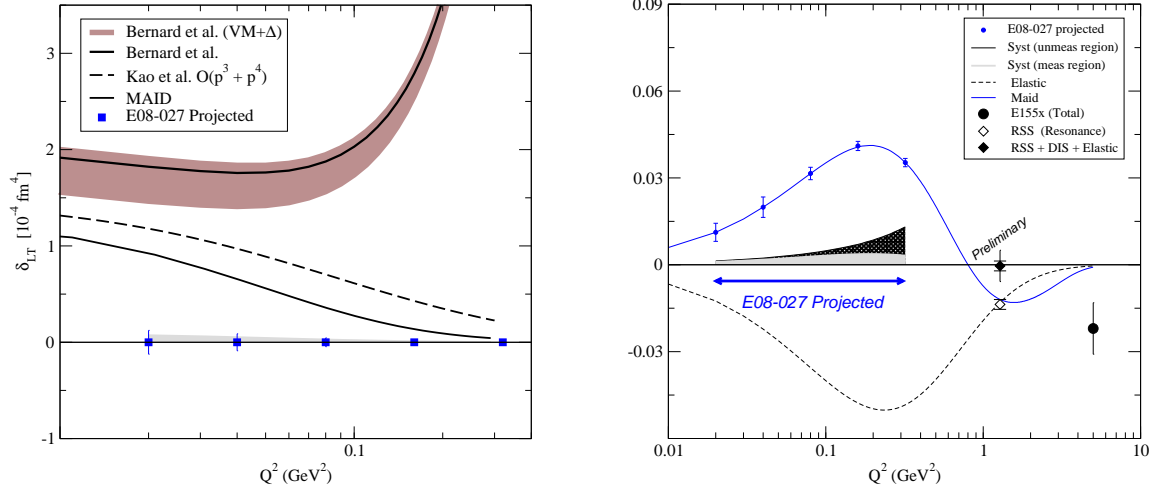 Bernard et al. (VM+Δ)
Bernard et al.
Kao et al. O(p³ + p⁴)
MAID
E08-027 Projected
3
2
1
0
-1
δLT [10⁻⁴ fm⁴]
0.1
Q² (GeV²)
E08-027 projected
Syst (unmeas region)
Syst (meas region)
Elastic
Maid
E155x (Total)
RSS (Resonance)
RSS + DIS + Elastic
0.09
0.06
0.03
0
-0.03
Preliminary
E08-027 Projected
0.01 0.1 1 10
Q² (GeV²)